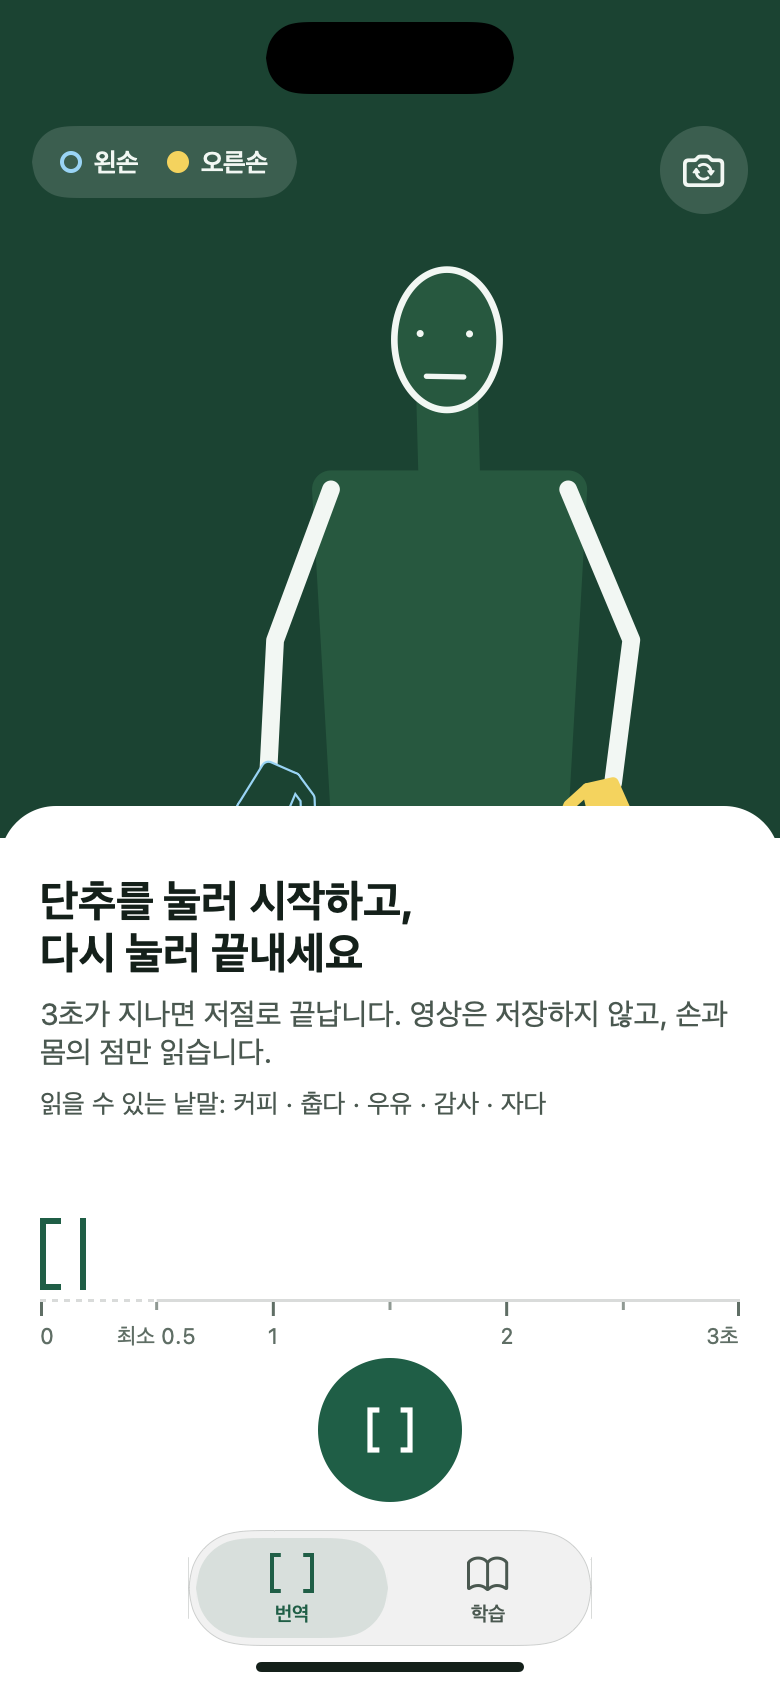 왼손 오른손
단추를 눌러 시작하고,
다시 눌러 끝내세요
3초가 지나면 저절로 끝납니다. 영상은 저장하지 않고, 손과
몸의 점만 읽습니다.
읽을 수 있는 낱말: 커피 · 춥다 · 우유 · 감사 · 자다
0 최소 0.5 1 2 3초
번역 학습